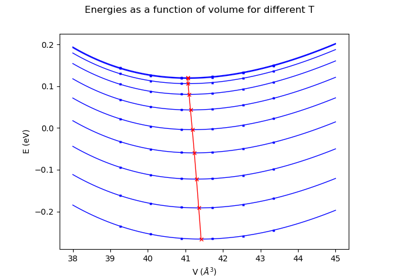 Energies as a function of volume for different T
0.2
0.1
0.0
−0.1
−0.2
E (eV)
38 39 40 41 42 43 44 45
V (Å³)